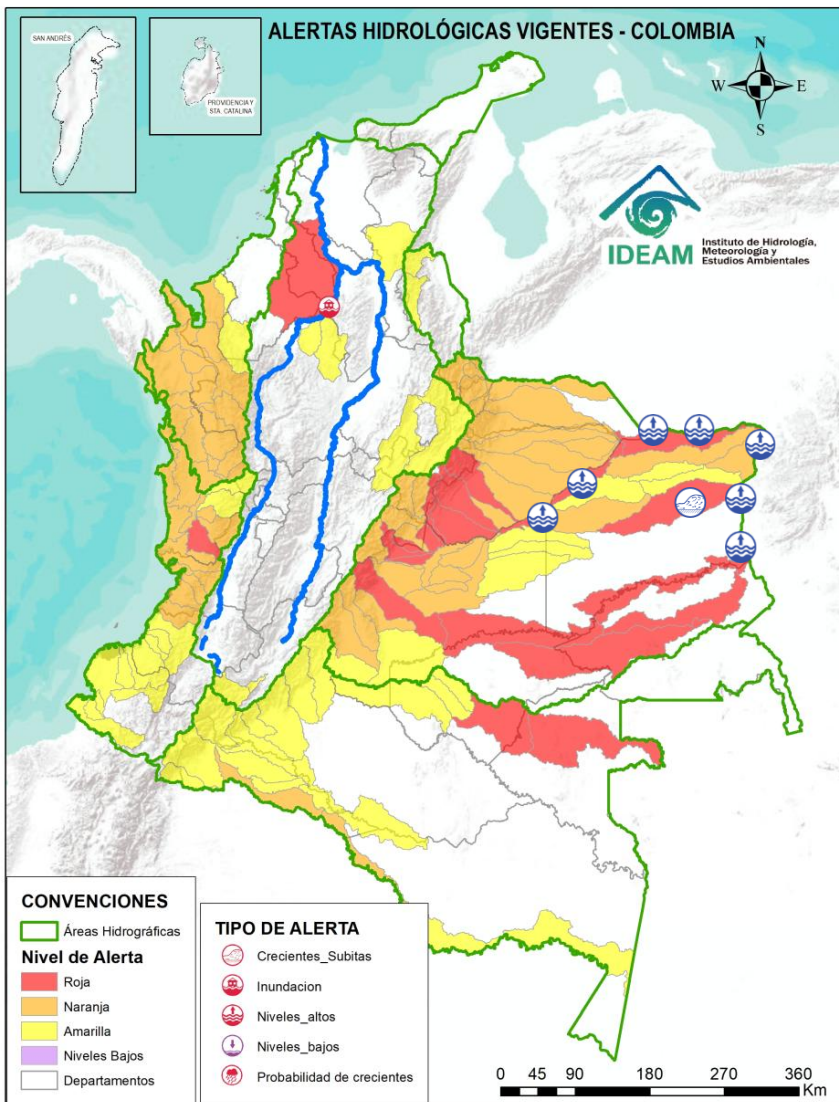 ALERTAS HIDROLÓGICAS VIGENTES - COLOMBIA
SAN ANDRÉS
PROVIDENCIA Y
STA. CATALINA
N
W E
S
IDEAM
Instituto de Hidrología,
Meteorología y
Estudios Ambientales
CONVENCIONES
Áreas Hidrográficas
Nivel de Alerta
Roja
Naranja
Amarilla
Niveles Bajos
Departamentos
TIPO DE ALERTA
Crecientes_Subitas
Inundacion
Niveles_altos
Niveles_bajos
Probabilidad de crecientes
0 45 90 180 270 360
Km